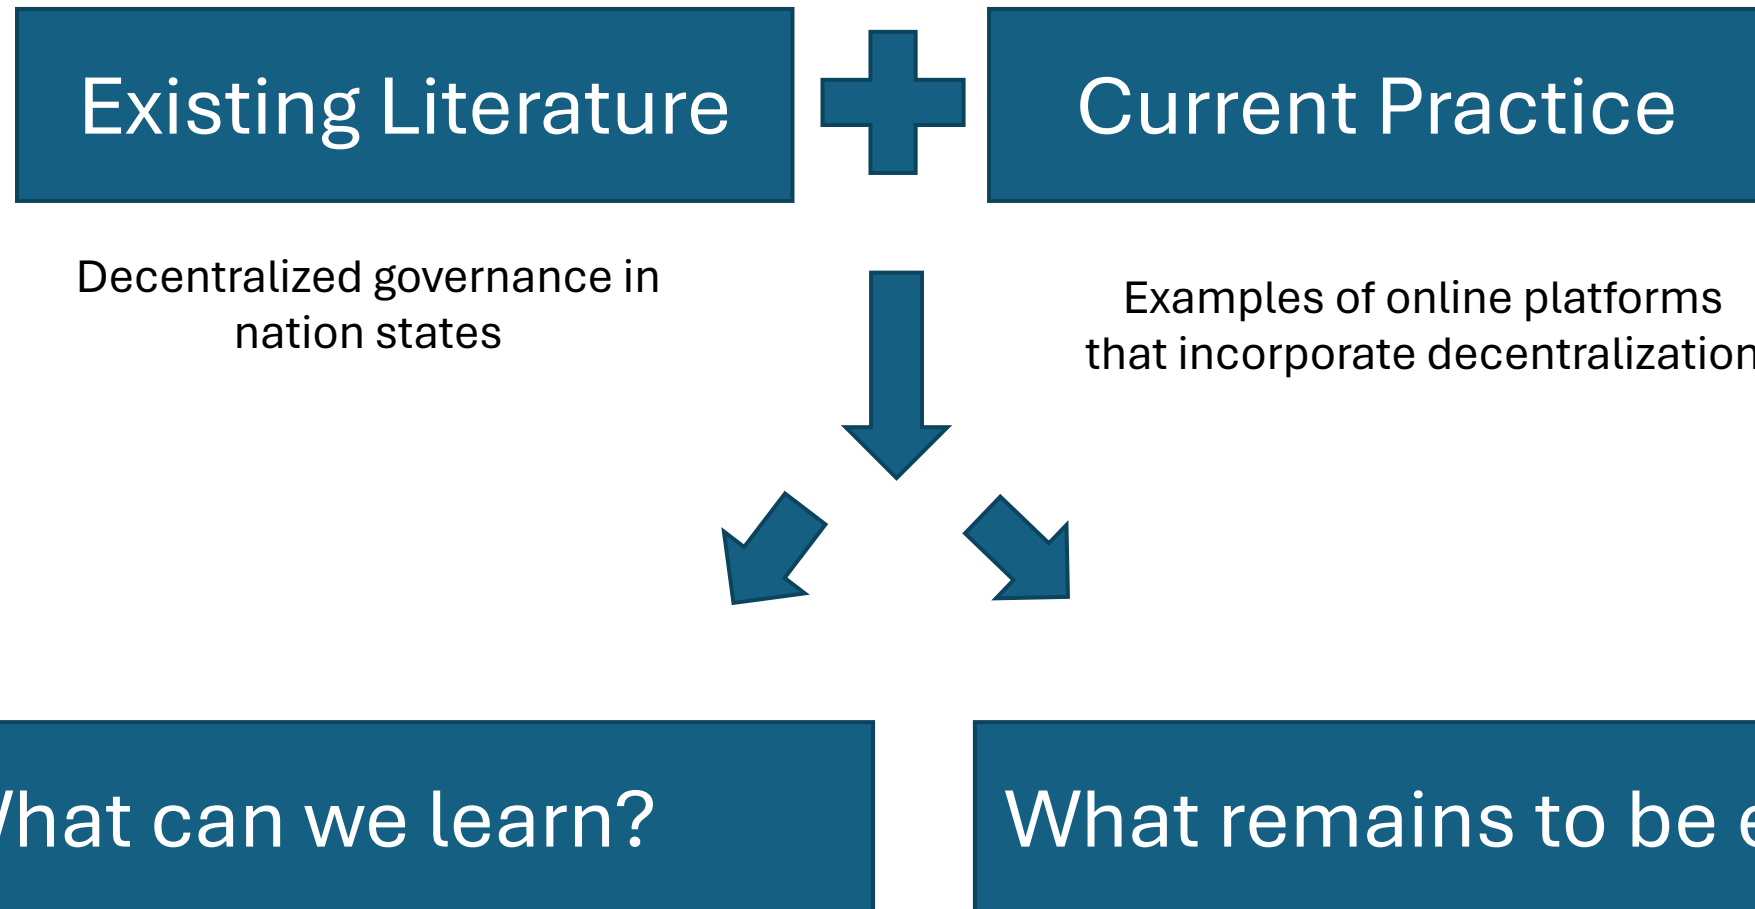 Existing Literature
Current Practice
Decentralized governance in
nation states
Examples of online platforms
that incorporate decentralization
What can we learn?
What remains to be